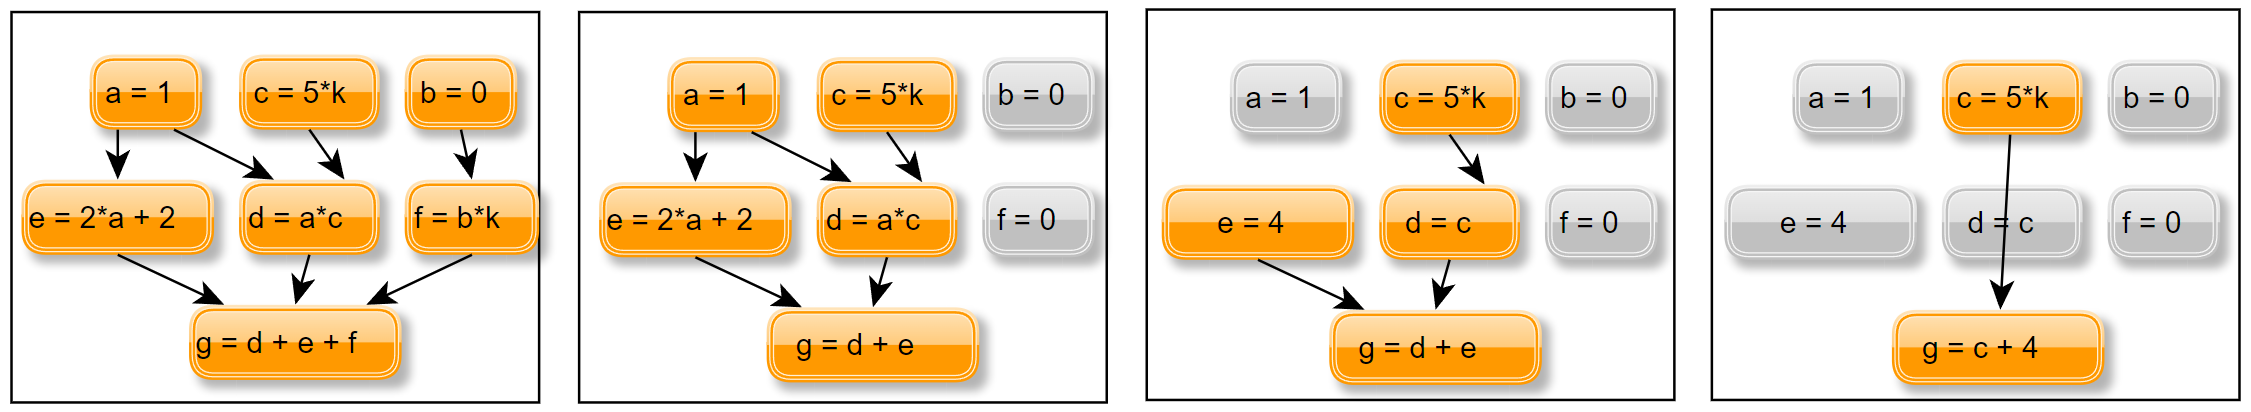 a = 1
c = 5*k
b = 0
e = 2*a + 2
d = a*c
f = b*k
g = d + e + f
a = 1
c = 5*k
b = 0
e = 2*a + 2
d = a*c
f = 0
g = d + e
a = 1
c = 5*k
b = 0
e = 4
d = c
f = 0
g = d + e
a = 1
c = 5*k
b = 0
e = 4
d = c
f = 0
g = c + 4